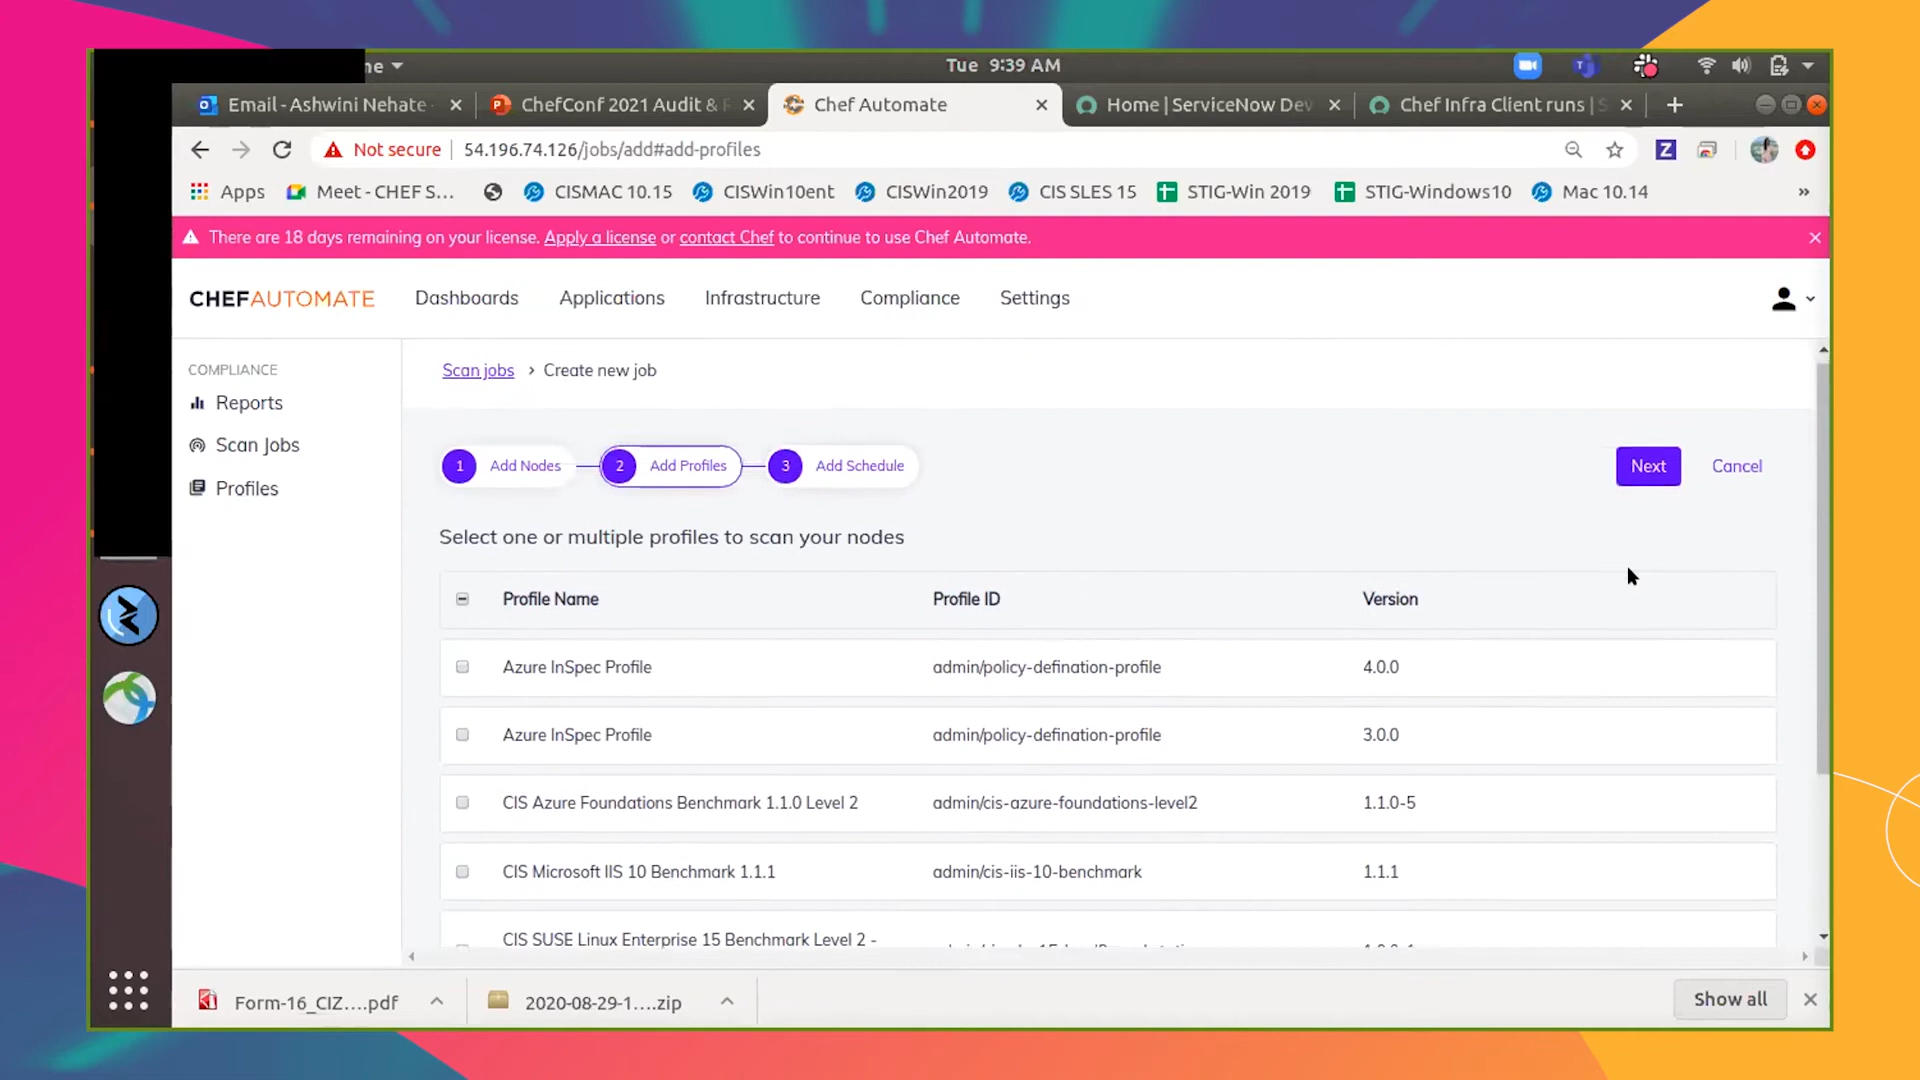 me
Tue 9:39 AM
Email - Ashwini Nehate
ChefConf 2021 Audit & F
Chef Automate
Home | ServiceNow Dev
Chef Infra Client runs | S
Not secure
54.196.74.126/jobs/add#add-profiles
Apps
Meet - CHEF S...
CISMAC 10.15
CISWin10ent
CISWin2019
CIS SLES 15
STIG-Win 2019
STIG-Windows10
Mac 10.14
»
There are 18 days remaining on your license. Apply a license or contact Chef to continue to use Chef Automate.
CHEFAUTOMATE
Dashboards
Applications
Infrastructure
Compliance
Settings
COMPLIANCE
Reports
Scan Jobs
Profiles
Scan jobs > Create new job
1 Add Nodes
2 Add Profiles
3 Add Schedule
Next
Cancel
Select one or multiple profiles to scan your nodes
Profile Name Profile ID Version
Azure InSpec Profile admin/policy-defination-profile 4.0.0
Azure InSpec Profile admin/policy-defination-profile 3.0.0
CIS Azure Foundations Benchmark 1.1.0 Level 2 admin/cis-azure-foundations-level2 1.1.0-5
CIS Microsoft IIS 10 Benchmark 1.1.1 admin/cis-iis-10-benchmark 1.1.1
CIS SUSE Linux Enterprise 15 Benchmark Level 2 -
Form-16_CIZ....pdf
2020-08-29-1....zip
Show all